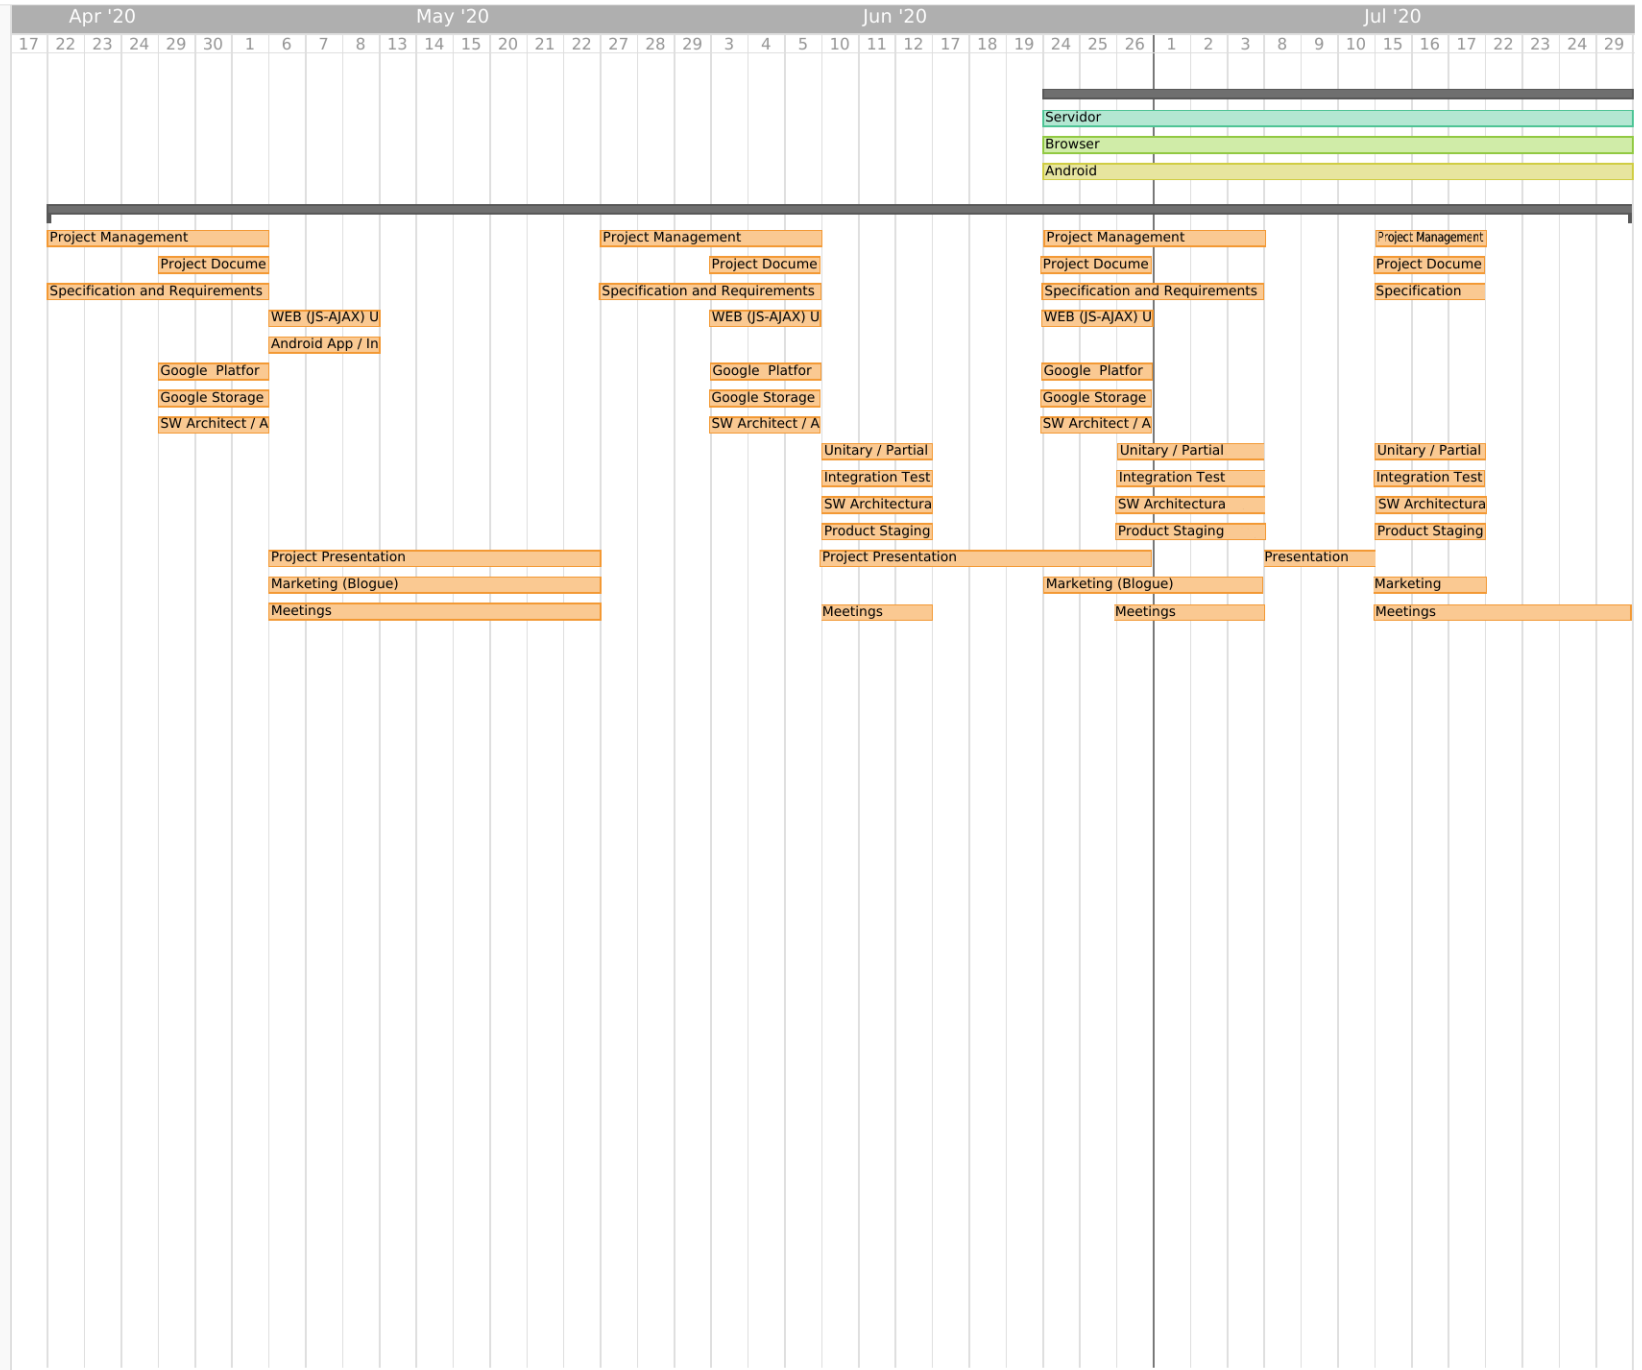 Apr '20 May '20 Jun '20 Jul '20
17 22 23 24 29 30 1 6 7 8 13 14 15 20 21 22 27 28 29 3 4 5 10 11 12 17 18 19 24 25 26 1 2 3 8 9 10 15 16 17 22 23 24 29
Servidor
Browser
Android
Project Management Project Management Project Management Project Management
Project Docume Project Docume Project Docume Project Docume
Specification and Requirements Specification and Requirements Specification and Requirements Specification
WEB (JS-AJAX) U WEB (JS-AJAX) U WEB (JS-AJAX) U
Android App / In
Google Platfor Google Platfor Google Platfor
Google Storage Google Storage Google Storage
SW Architect / A SW Architect / A SW Architect / A
Unitary / Partial Unitary / Partial Unitary / Partial
Integration Test Integration Test Integration Test
SW Architectura SW Architectura SW Architectura
Product Staging Product Staging Product Staging
Project Presentation Project Presentation Presentation
Marketing (Blogue) Marketing (Blogue) Marketing
Meetings Meetings Meetings Meetings